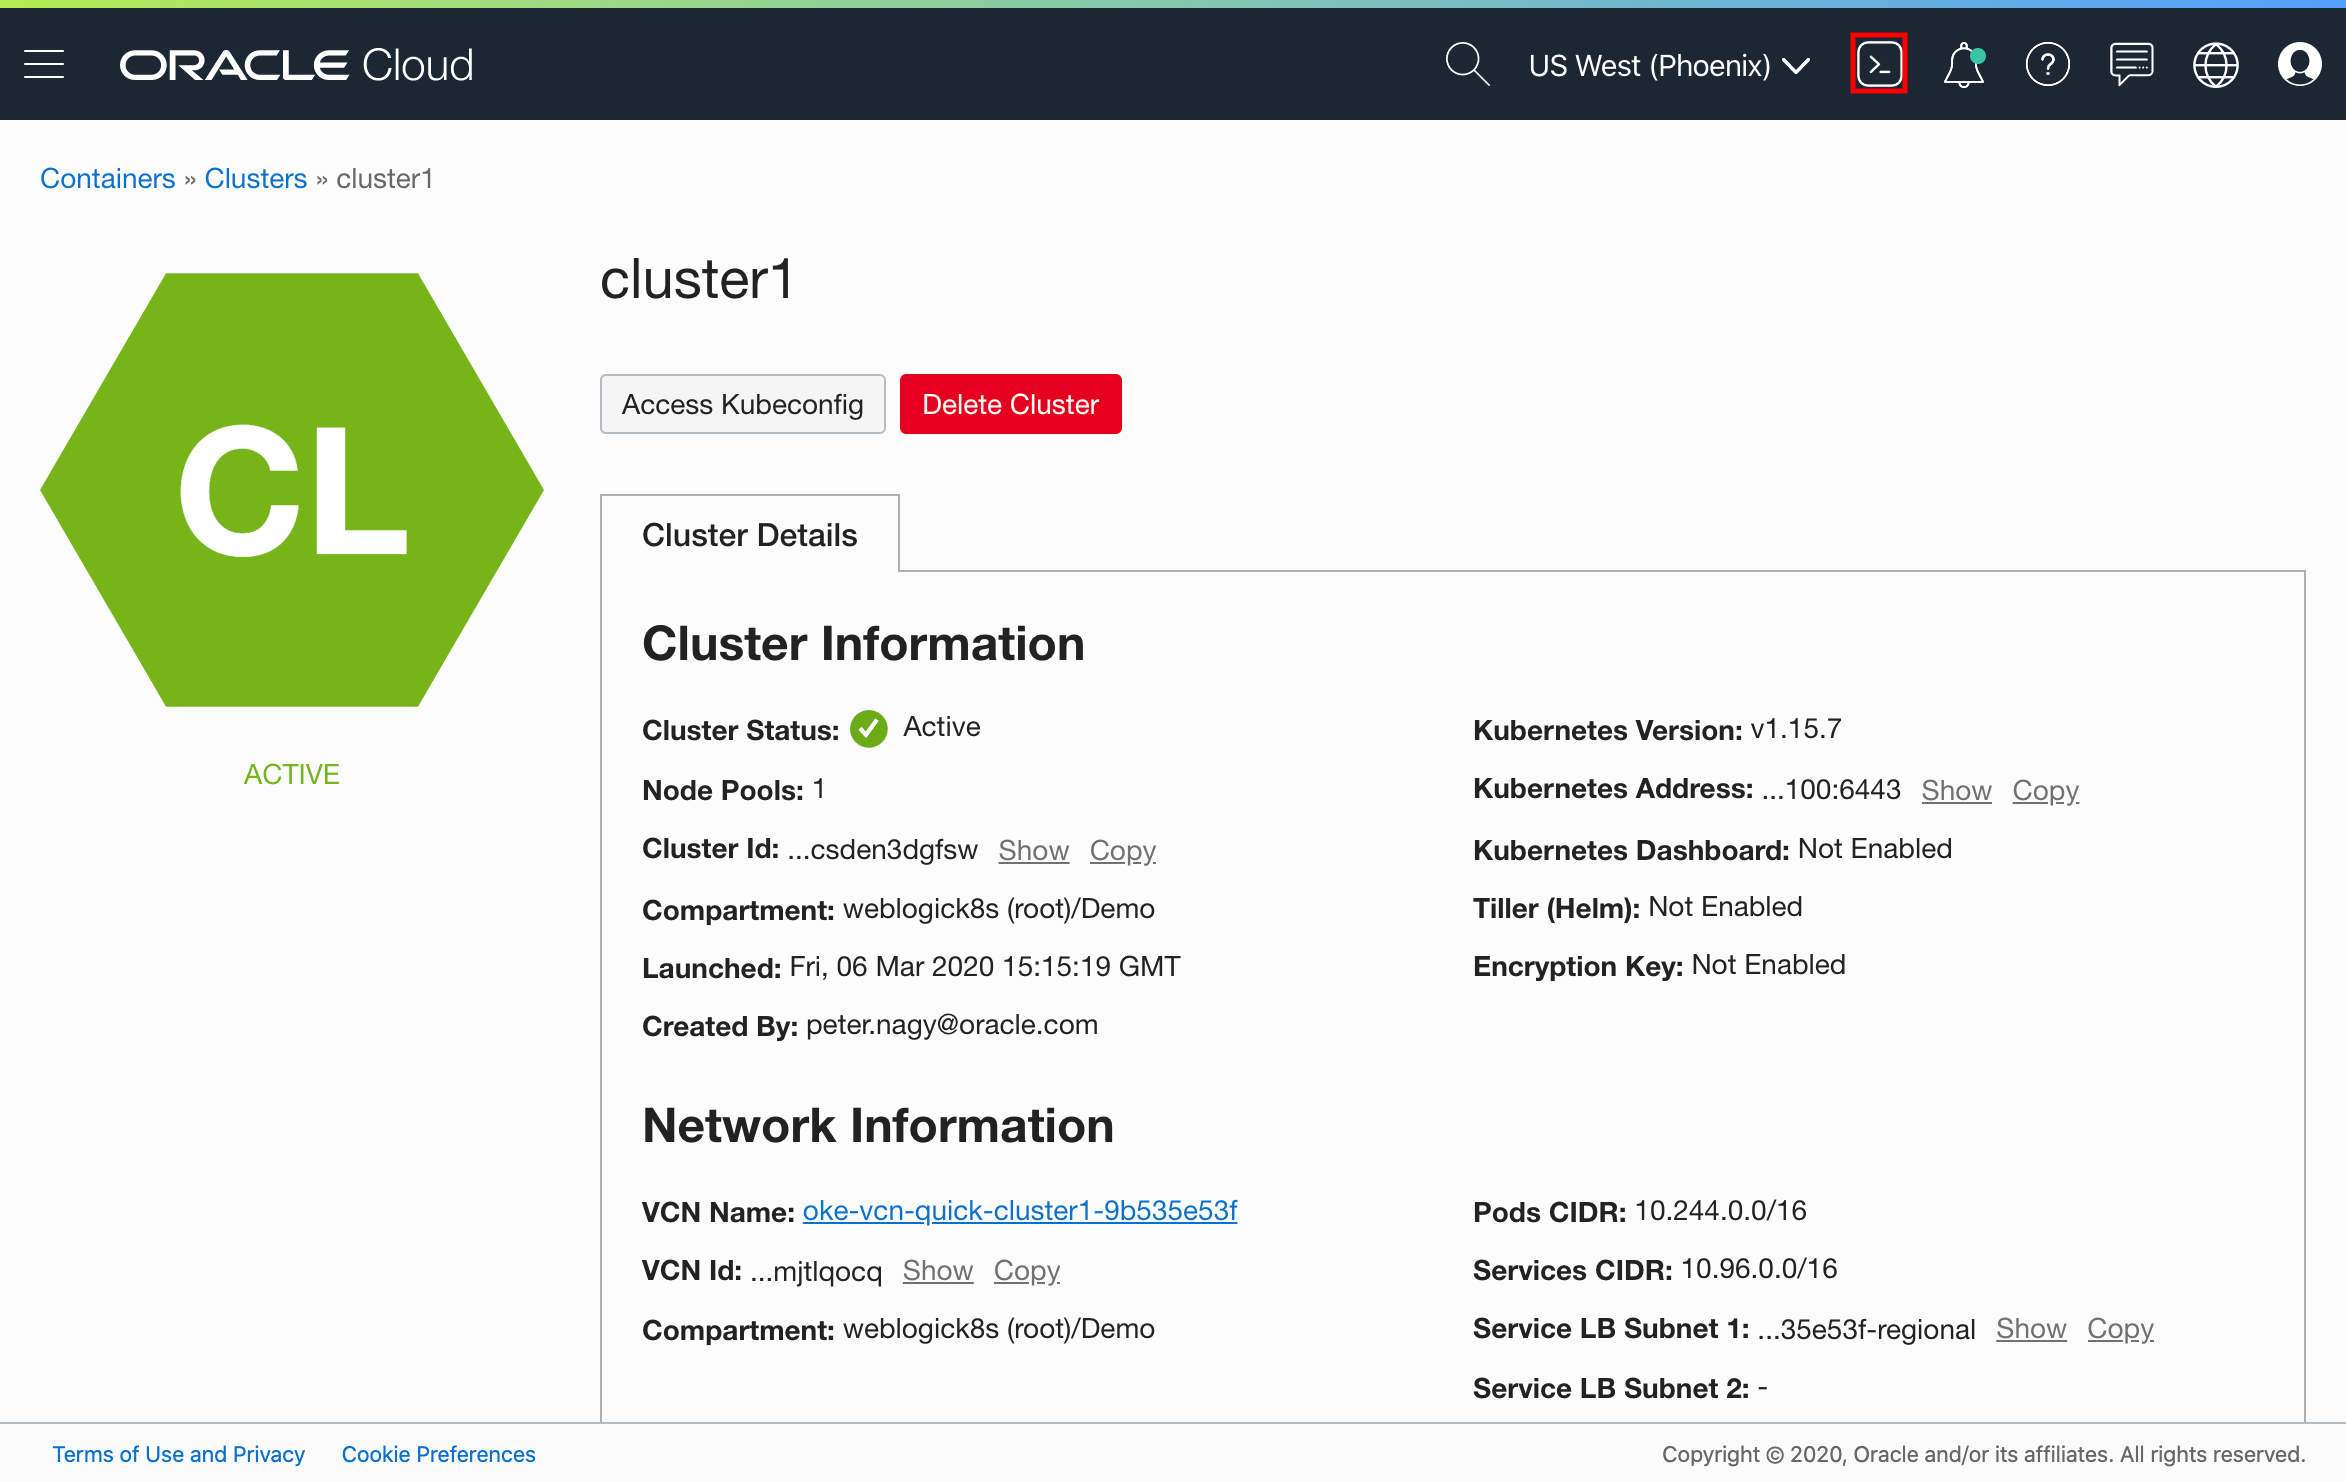 ORACLE Cloud US West (Phoenix) >_ ?
Containers » Clusters » cluster1
CL
ACTIVE
cluster1
Access Kubeconfig Delete Cluster
Cluster Details
Cluster Information
Cluster Status: Active
Node Pools: 1
Cluster Id: ...csden3dgfsw Show Copy
Compartment: weblogick8s (root)/Demo
Launched: Fri, 06 Mar 2020 15:15:19 GMT
Created By: peter.nagy@oracle.com
Kubernetes Version: v1.15.7
Kubernetes Address: ...100:6443 Show Copy
Kubernetes Dashboard: Not Enabled
Tiller (Helm): Not Enabled
Encryption Key: Not Enabled
Network Information
VCN Name: oke-vcn-quick-cluster1-9b535e53f
VCN Id: ...mjtlqocq Show Copy
Compartment: weblogick8s (root)/Demo
Pods CIDR: 10.244.0.0/16
Services CIDR: 10.96.0.0/16
Service LB Subnet 1: ...35e53f-regional Show Copy
Service LB Subnet 2: -
Terms of Use and Privacy Cookie Preferences
Copyright © 2020, Oracle and/or its affiliates. All rights reserved.